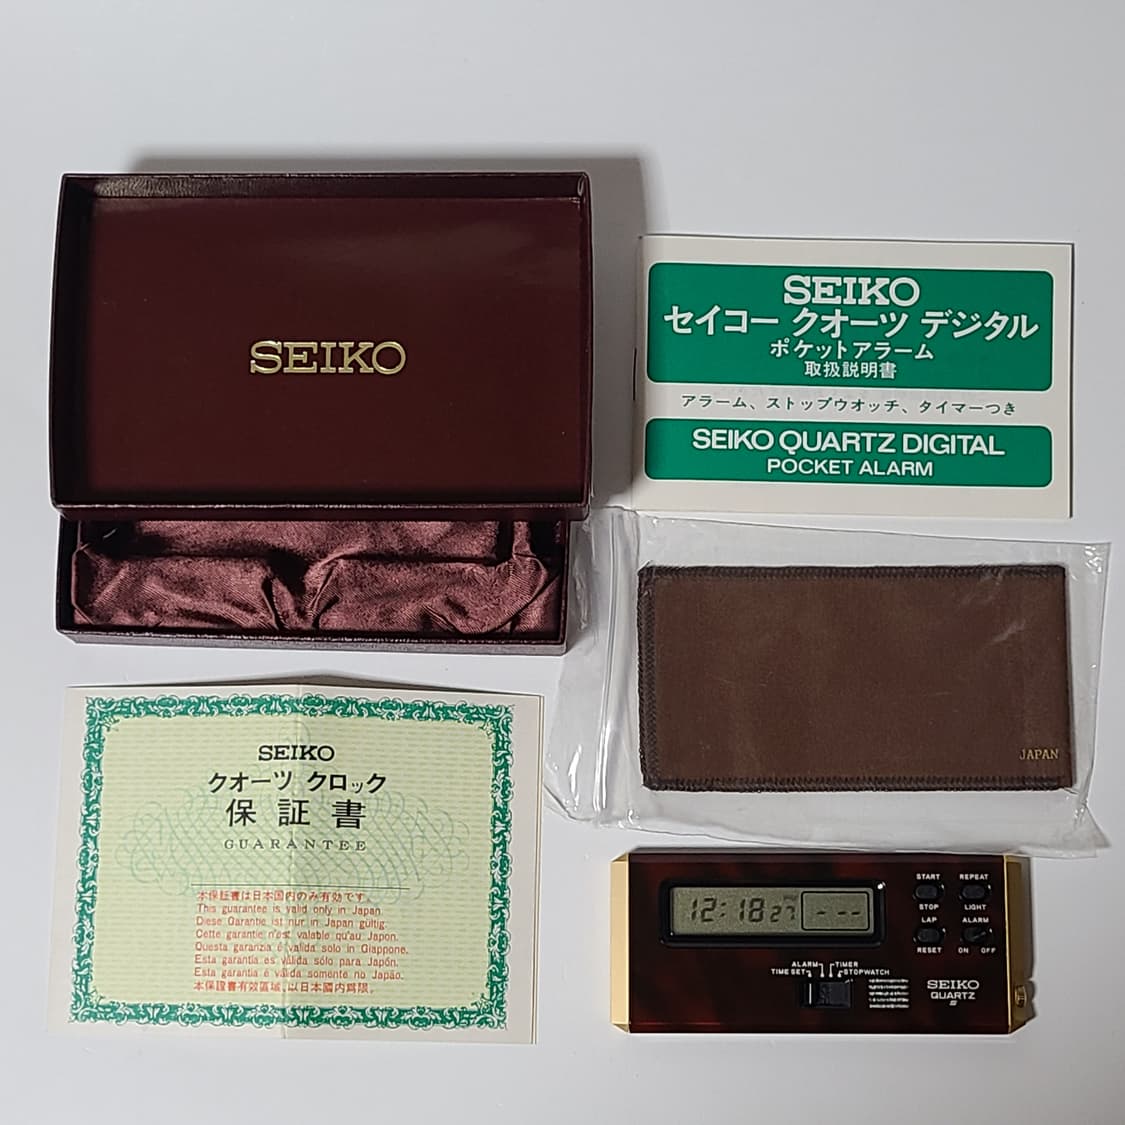 SEIKO
SEIKO
セイコー クオーツ デジタル
ポケットアラーム
取扱説明書
アラーム、ストップウオッチ、タイマーつき
SEIKO QUARTZ DIGITAL
POCKET ALARM
JAPAN
SEIKO
クオーツ クロック
保証書
GUARANTEE
本保証書は日本国内のみ有効です.
This guarantee is valid only in Japan.
Diese Garantie ist nur in Japan gültig.
Cette garantie n'est valable qu'au Japon.
Questa garanzia é valida solo in Giappone.
Esta garantía es válida sólo para Japón.
Esta garantia é válida somente no Japão.
本保證書有效區域,以日本國内爲限。
START REPEAT
STOP LIGHT
LAP ALARM
RESET ON OFF
12:18 27 - - - -
ALARM TIMER
TIME SET STOPWATCH
SEIKO
QUARTZ